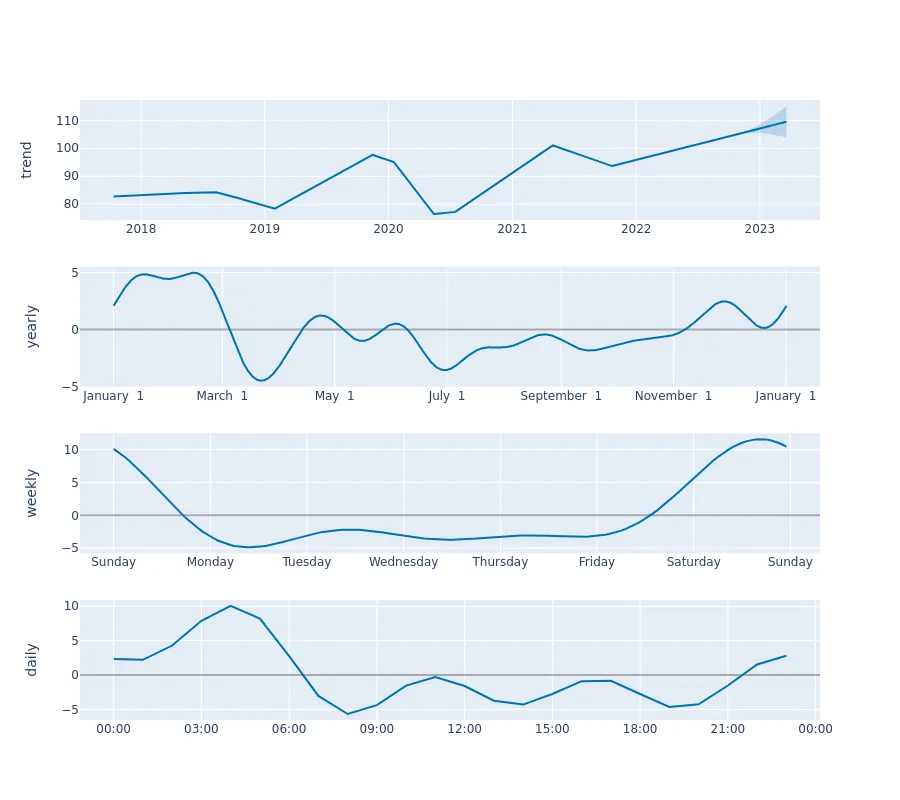 trend
110
100
90
80
2018 2019 2020 2021 2022 2023
yearly
5
0
−5
January 1 March 1 May 1 July 1 September 1 November 1 January 1
weekly
10
5
0
−5
Sunday Monday Tuesday Wednesday Thursday Friday Saturday Sunday
daily
10
5
0
−5
00:00 03:00 06:00 09:00 12:00 15:00 18:00 21:00 00:00